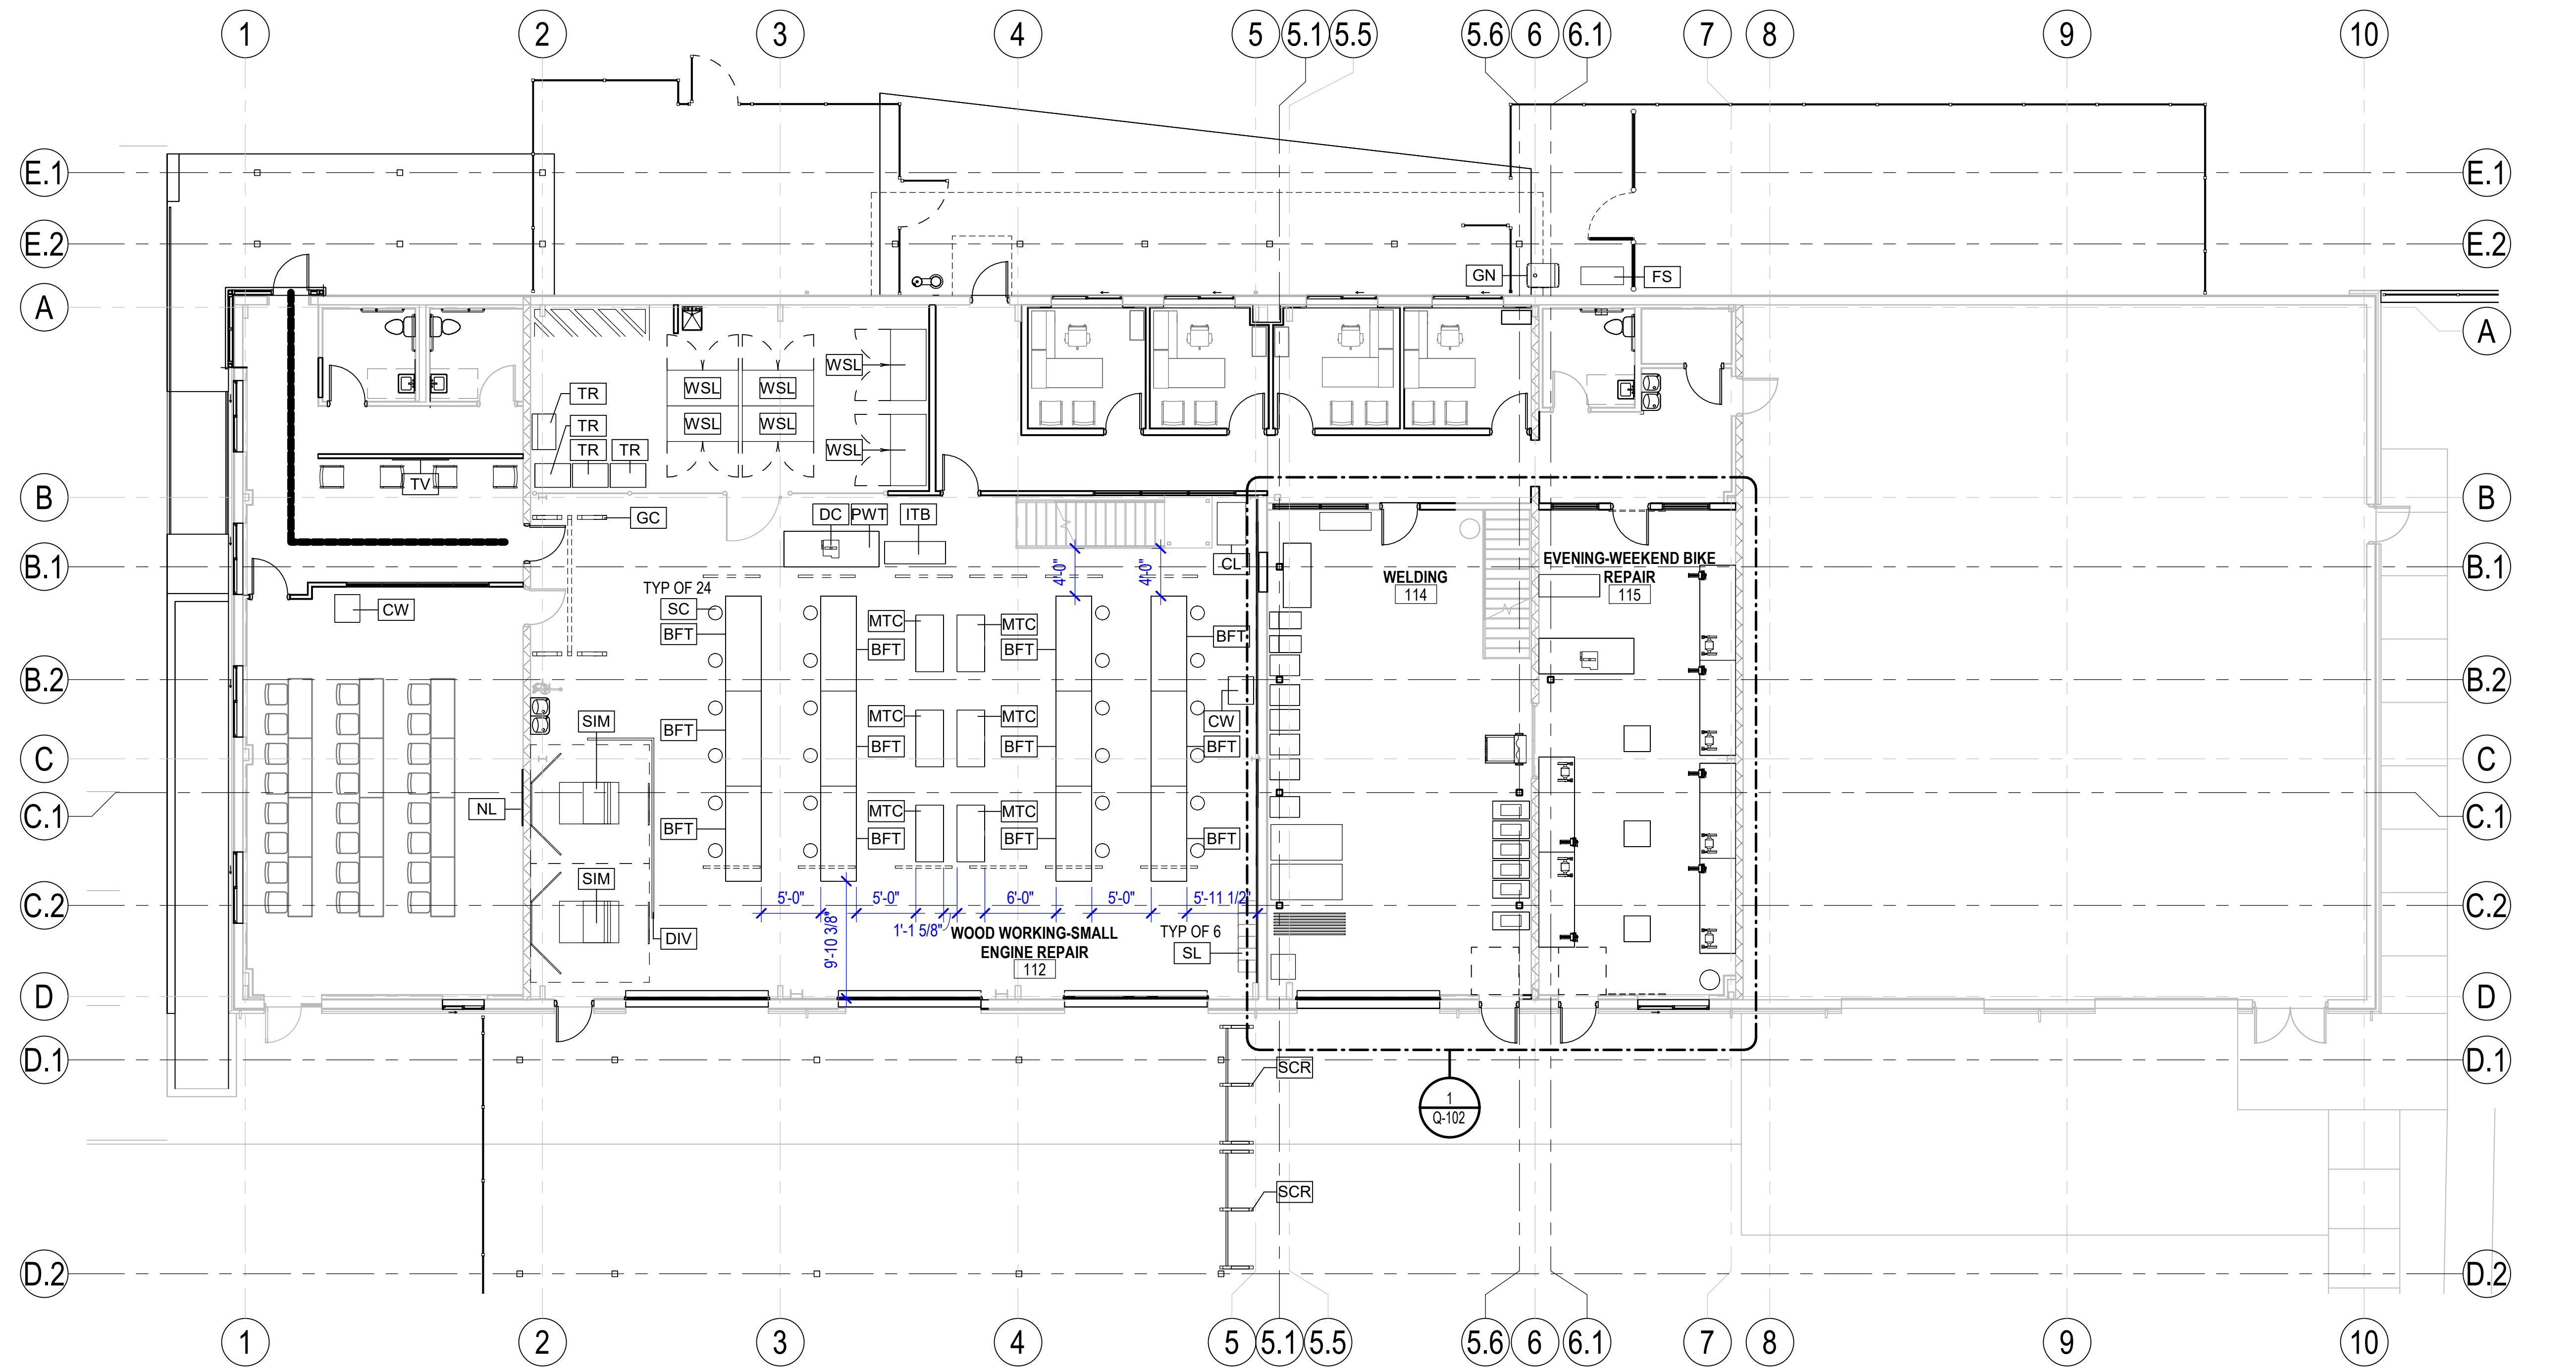 1 2 3 4 5 5.1 5.5 5.6 6 6.1 7 8 9 10
E.1 E.1
E.2 E.2
GN FS
A A
WSL WSL WSL
TR
TR WSL WSL
TR TR WSL
TV
B B
GC DC PWT ITB
CL
4'-0" 4'-0"
B.1 B.1
EVENING-WEEKEND BIKE
REPAIR
115
WELDING
114
TYP OF 24
CW SC MTC MTC
BFT BFT
BFT BFT
B.2 B.2
SIM MTC MTC CW
BFT
BFT BFT BFT
C C
C.1 C.1
NL MTC MTC
BFT
BFT BFT BFT
SIM
C.2 C.2
5'-0" 5'-0" 6'-0" 5'-0" 5'-11 1/2"
1'-1 5/8"
9'-10 3/8"
WOOD WORKING-SMALL
ENGINE REPAIR
112
TYP OF 6
DIV SL
D D
D.1 D.1
SCR
1
Q-102
SCR
D.2 D.2
1 2 3 4 5 5.1 5.5 5.6 6 6.1 7 8 9 10